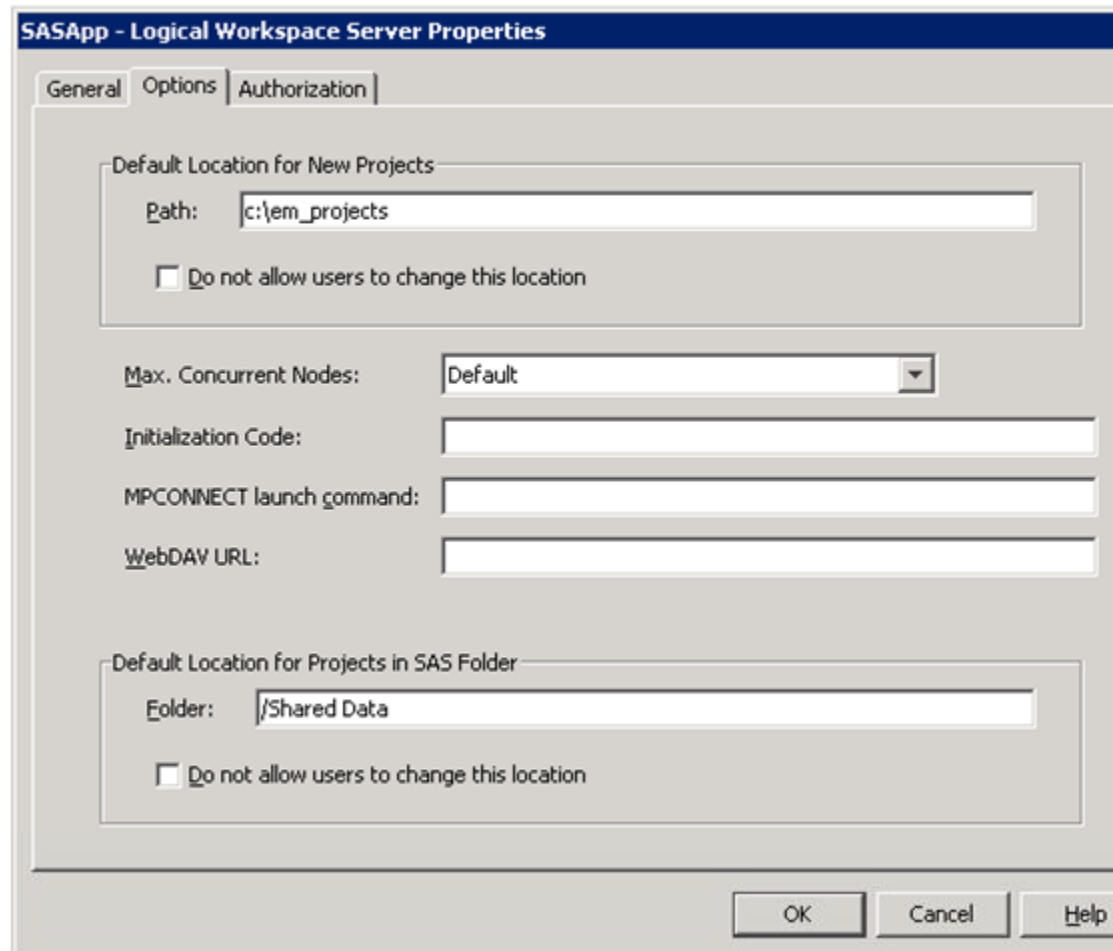 SASApp - Logical Workspace Server Properties
General Options Authorization
Default Location for New Projects
Path: c:\em_projects
Do not allow users to change this location
Max. Concurrent Nodes: Default
Initialization Code:
MPCONNECT launch command:
WebDAV URL:
Default Location for Projects in SAS Folder
Folder: /Shared Data
Do not allow users to change this location
OK Cancel Help